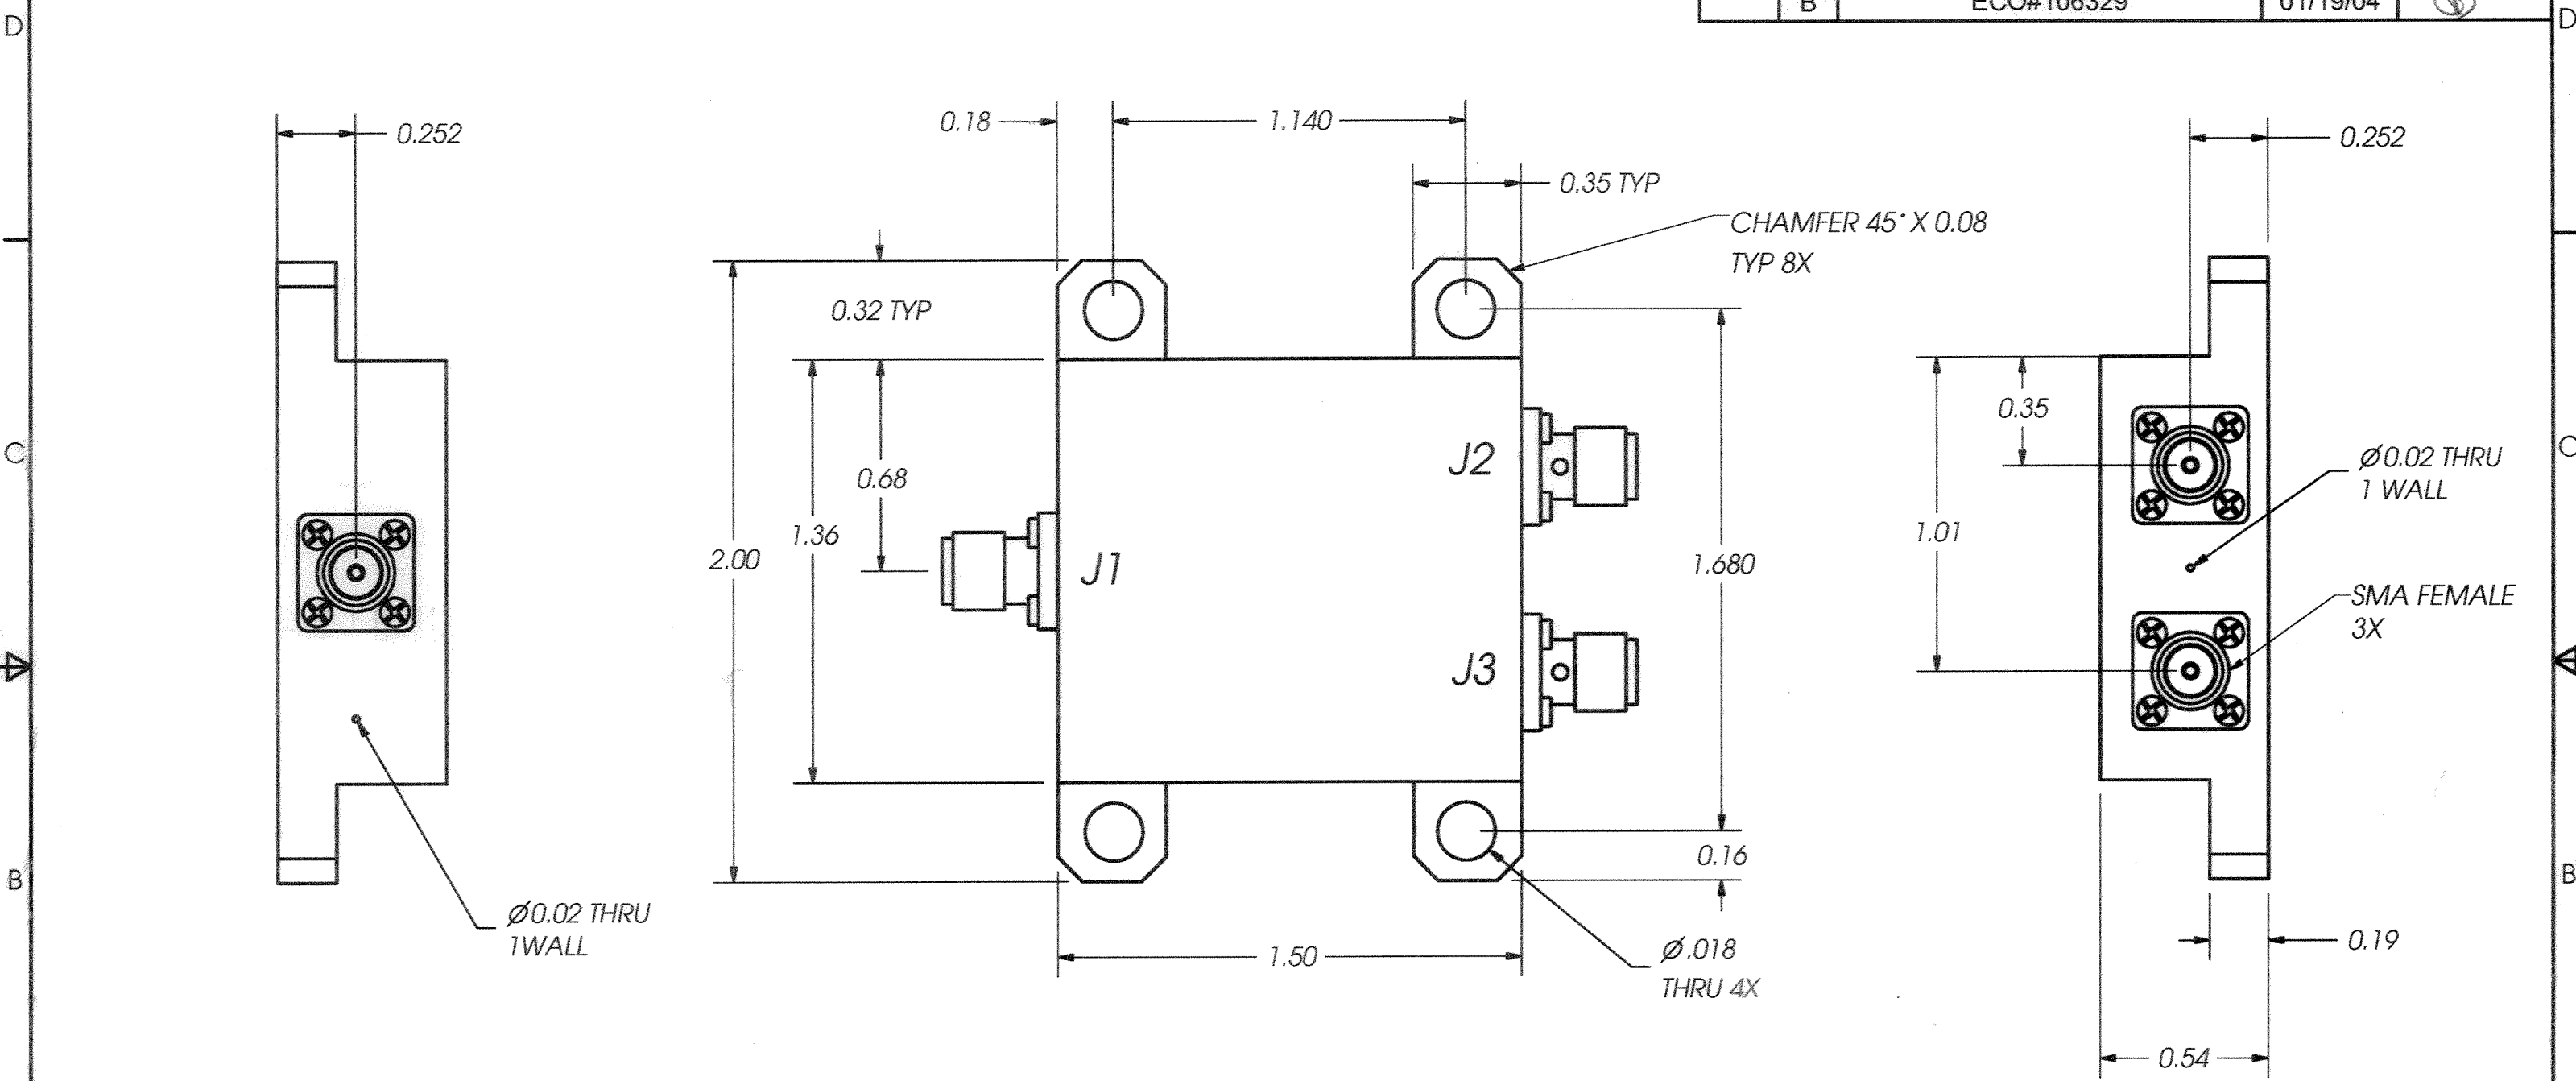 D
B
ECO#106329
01/19/04
D
0.252
0.18
1.140
0.252
0.35 TYP
CHAMFER 45° X 0.08
TYP 8X
0.32 TYP
0.35
C
J2
0.68
Ø0.02 THRU
1 WALL
C
1.36
2.00
J1
1.680
1.01
SMA FEMALE
3X
J3
0.16
B
B
Ø0.02 THRU
1WALL
1.50
Ø.018
THRU 4X
0.19
0.54